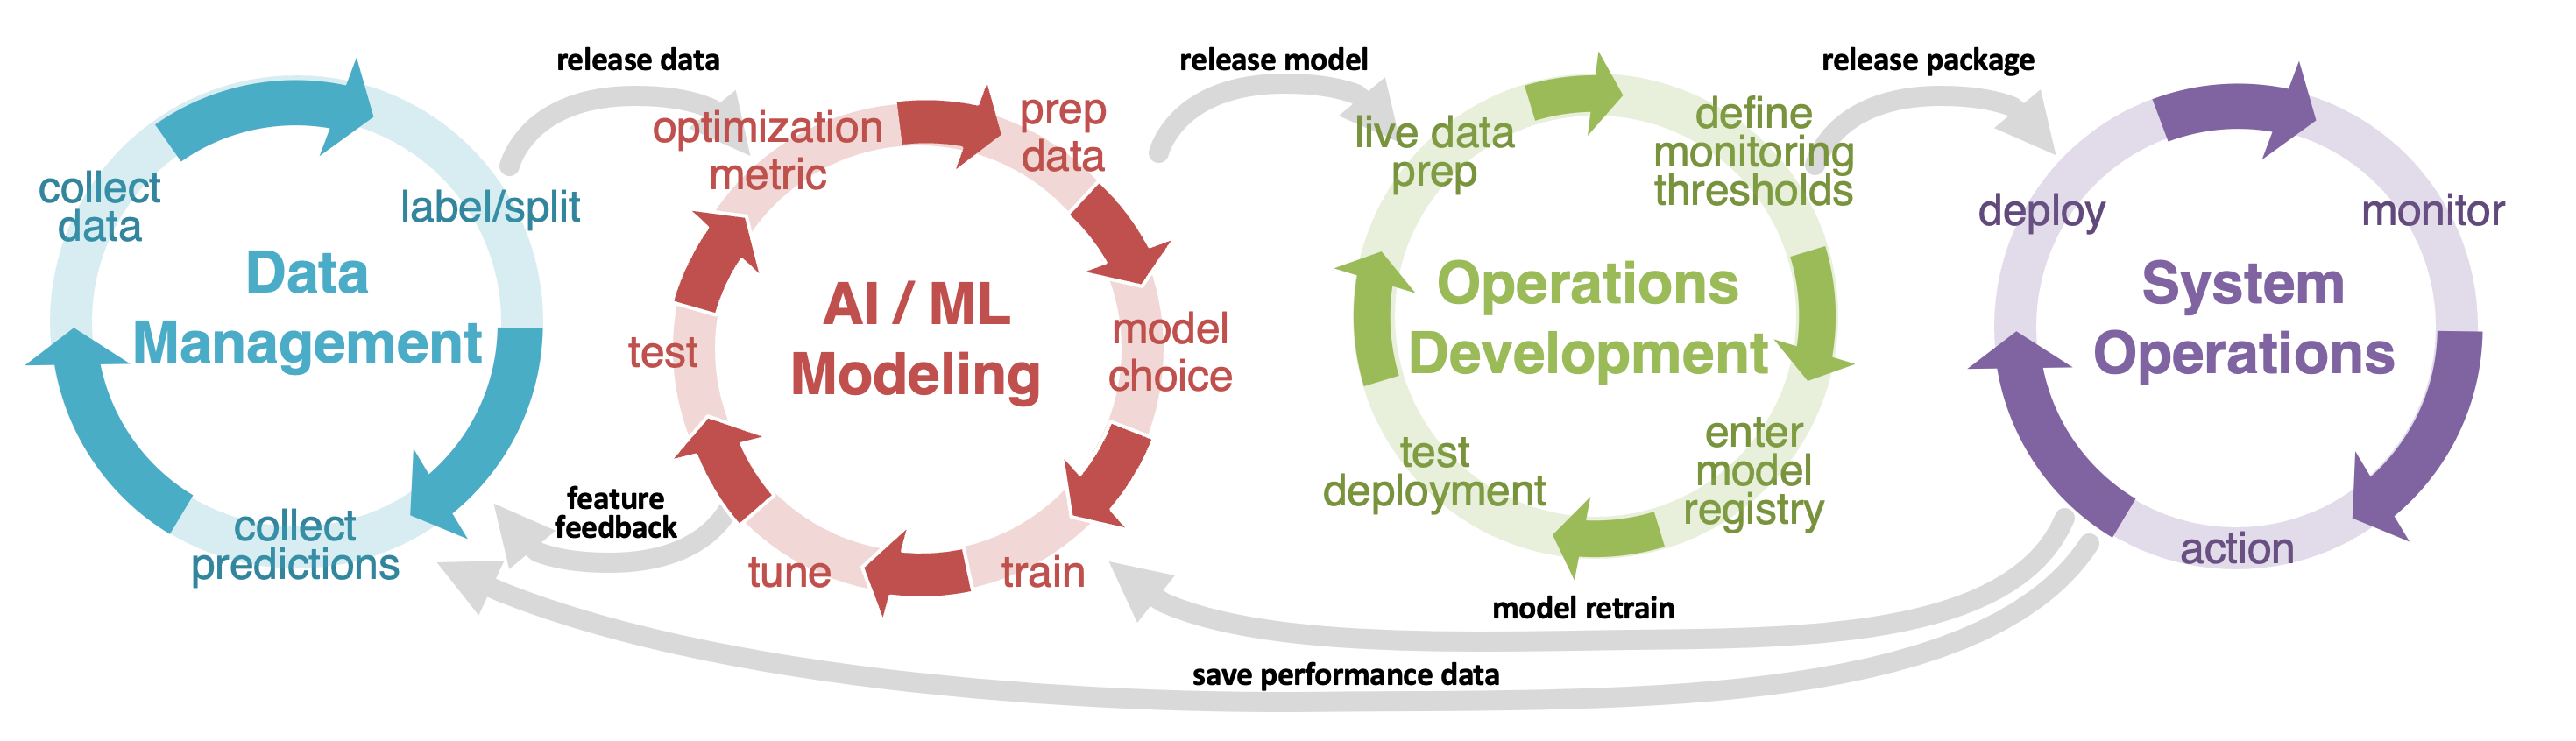 release data
release model
release package
collect
data
label/split
Data
Management
collect
predictions
optimization
metric
prep
data
model
choice
train
tune
test
AI / ML
Modeling
feature
feedback
live data
prep
define
monitoring
thresholds
enter
model
registry
test
deployment
Operations
Development
deploy
monitor
action
System
Operations
model retrain
save performance data